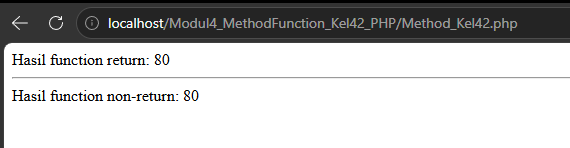 localhost/Modul4_MethodFunction_Kel42_PHP/Method_Kel42.php
Hasil function return: 80
Hasil function non-return: 80